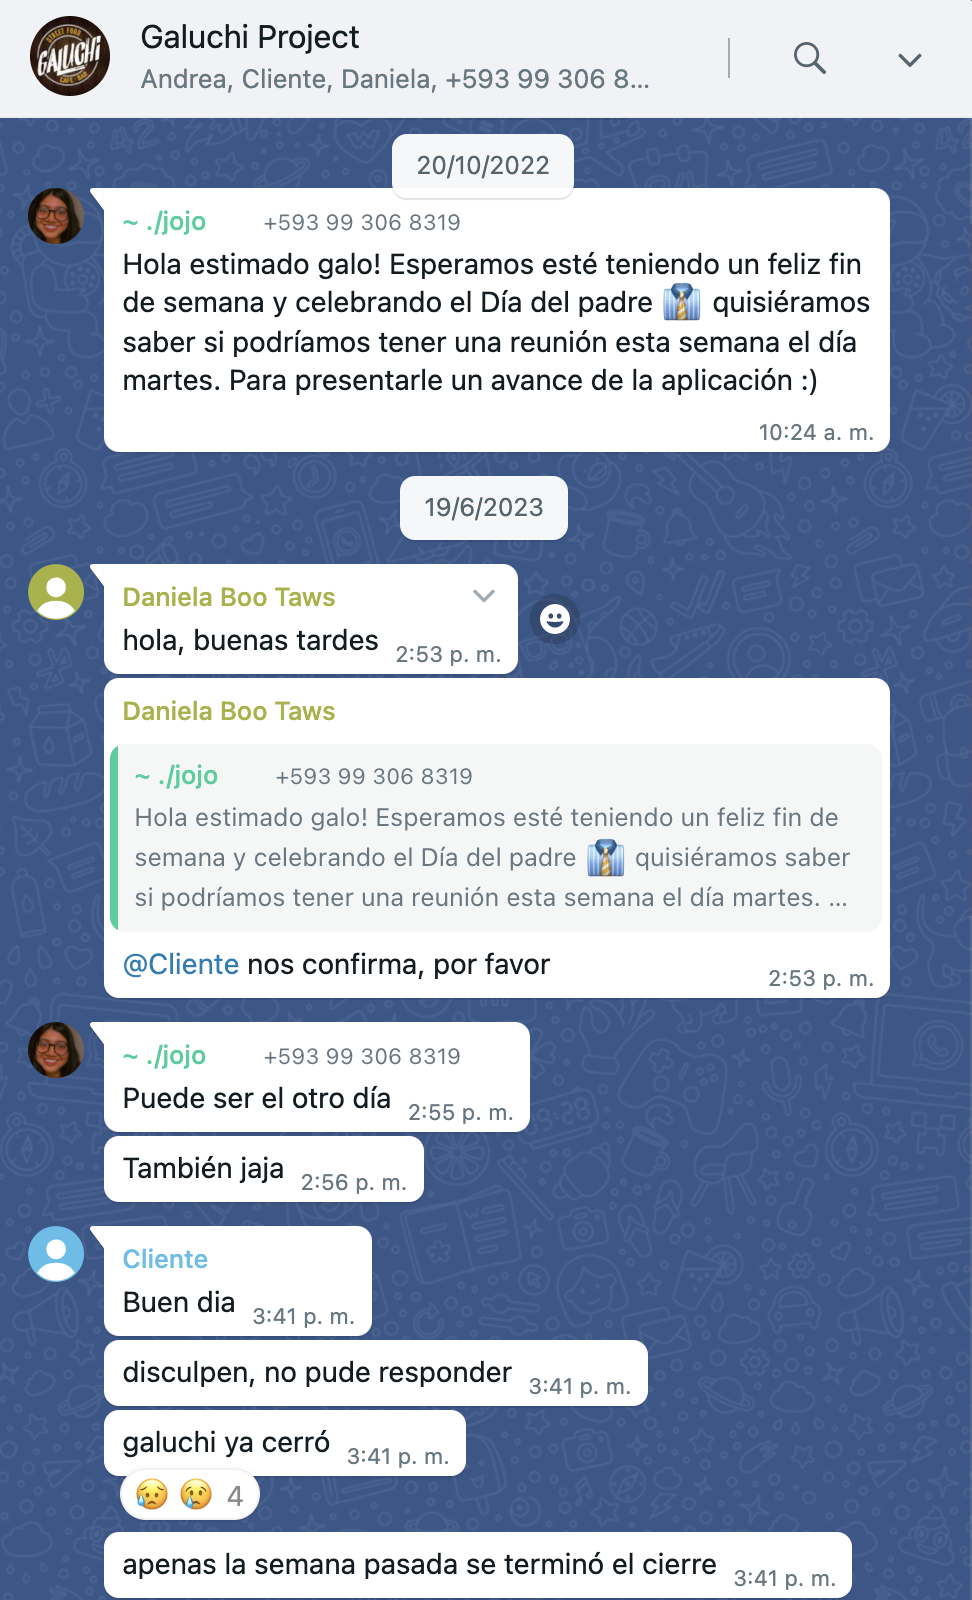 STREET FOOD
GALUCHI
CAFE - BAR
Galuchi Project
Andrea, Cliente, Daniela, +593 99 306 8...
20/10/2022
~ ./jojo +593 99 306 8319
Hola estimado galo! Esperamos esté teniendo un feliz fin
de semana y celebrando el Día del padre 👔 quisiéramos
saber si podríamos tener una reunión esta semana el día
martes. Para presentarle un avance de la aplicación :)
10:24 a. m.
19/6/2023
Daniela Boo Taws
hola, buenas tardes 2:53 p. m.
Daniela Boo Taws
~ ./jojo +593 99 306 8319
Hola estimado galo! Esperamos esté teniendo un feliz fin de
semana y celebrando el Día del padre 👔 quisiéramos saber
si podríamos tener una reunión esta semana el día martes. ...
@Cliente nos confirma, por favor 2:53 p. m.
~ ./jojo +593 99 306 8319
Puede ser el otro día 2:55 p. m.
También jaja 2:56 p. m.
Cliente
Buen dia 3:41 p. m.
disculpen, no pude responder 3:41 p. m.
galuchi ya cerró 3:41 p. m.
😥 😢 4
apenas la semana pasada se terminó el cierre 3:41 p. m.